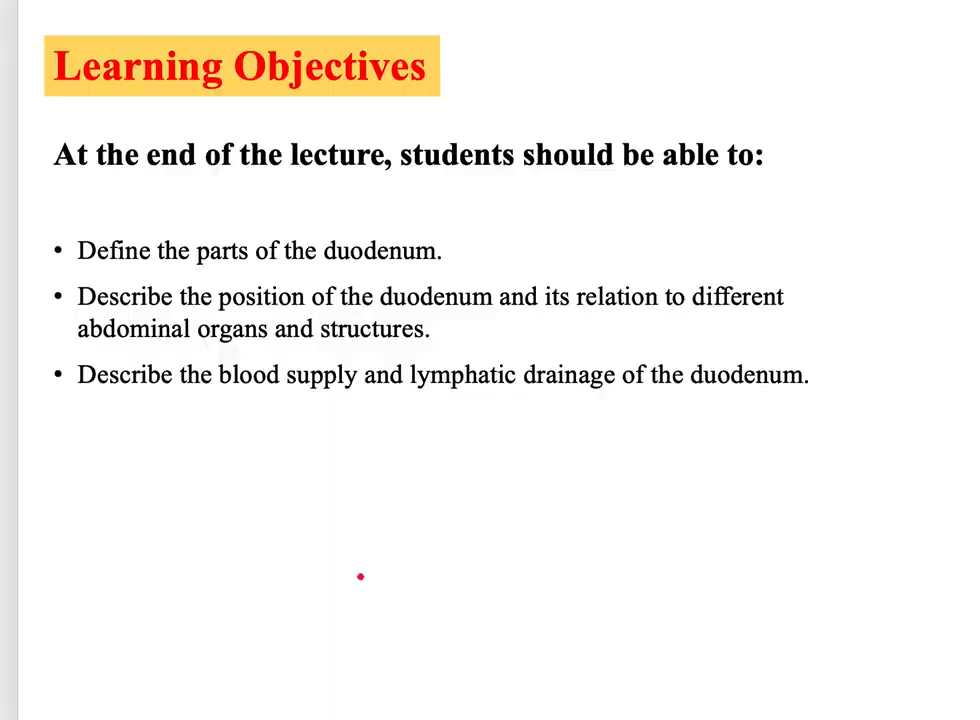 Learning Objectives
At the end of the lecture, students should be able to:
• Define the parts of the duodenum.
• Describe the position of the duodenum and its relation to different
abdominal organs and structures.
• Describe the blood supply and lymphatic drainage of the duodenum.